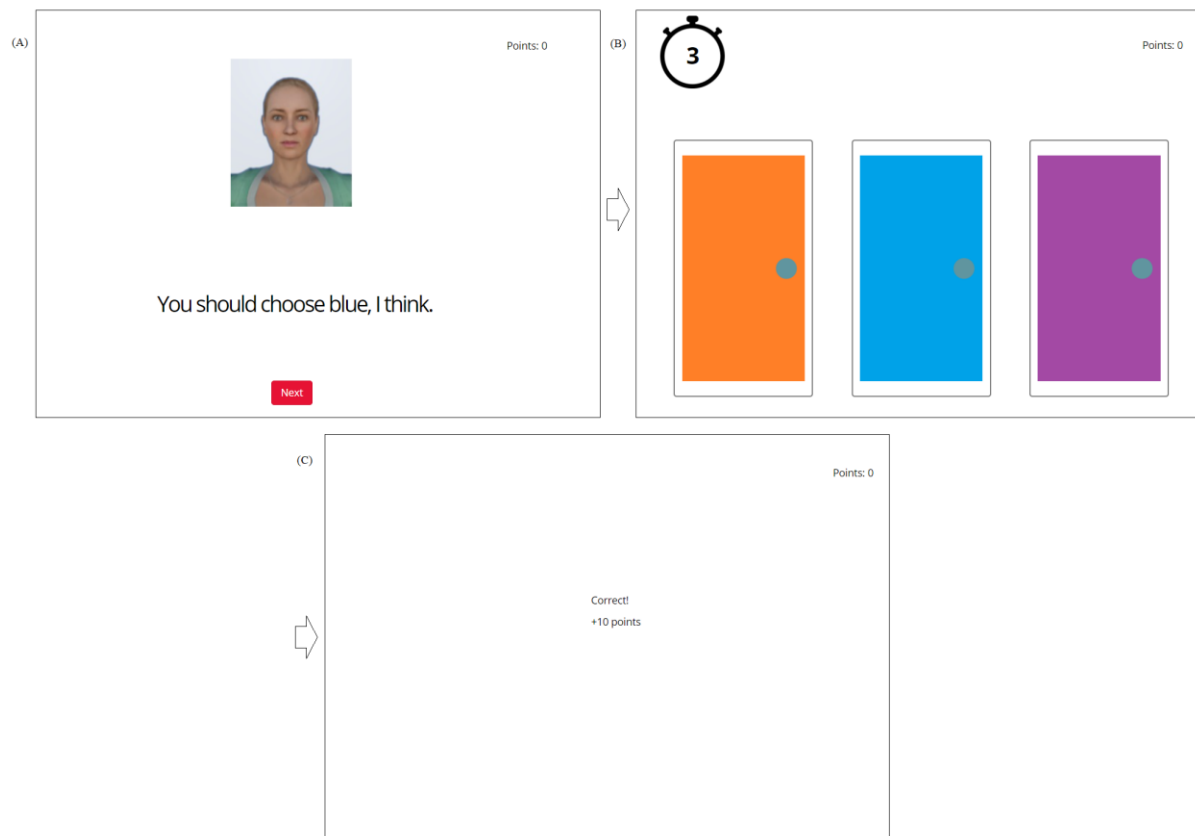 (A)
Points: 0
You should choose blue, I think.
Next
(B)
3
Points: 0
(C)
Points: 0
Correct!
+10 points